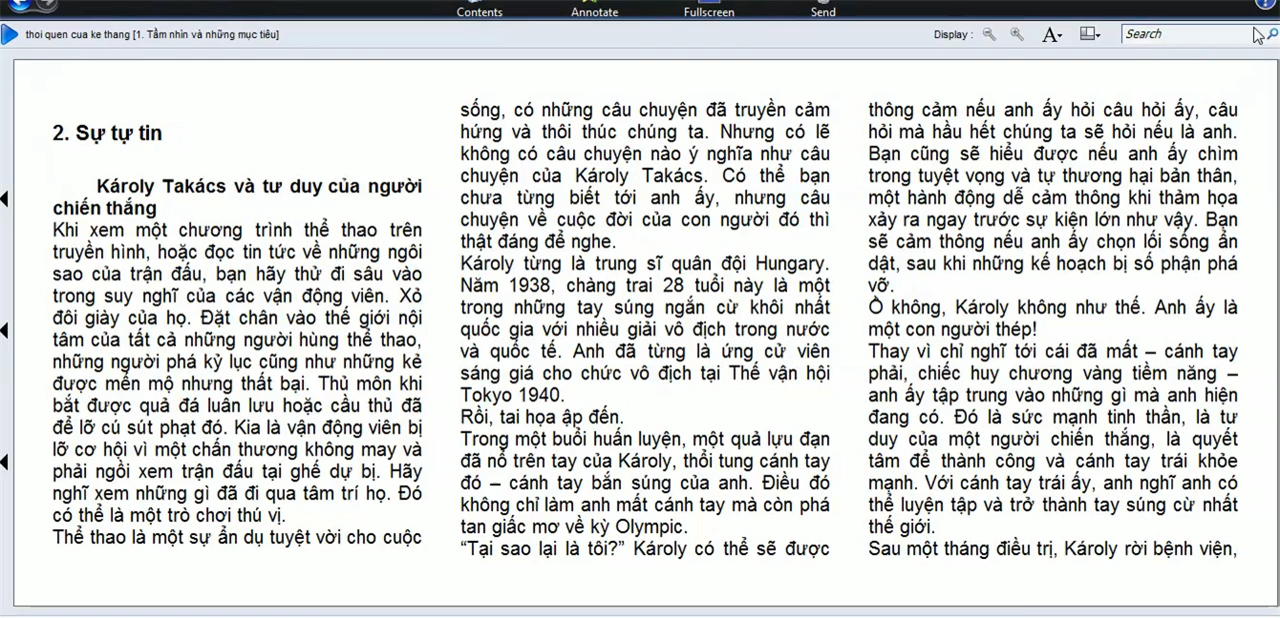 Contents
Annotate
Fullscreen
Send
thoi quen cua ke thang [1. Tầm nhìn và những mục tiêu]
Display :
A
Search
2. Sự tự tin
Károly Takács và tư duy của người
chiến thắng
Khi xem một chương trình thể thao trên
truyền hình, hoặc đọc tin tức về những ngôi
sao của trận đấu, bạn hãy thử đi sâu vào
trong suy nghĩ của các vận động viên. Xỏ
đôi giày của họ. Đặt chân vào thế giới nội
tâm của tất cả những người hùng thể thao,
những người phá kỷ lục cũng như những kẻ
được mến mộ nhưng thất bại. Thủ môn khi
bắt được quả đá luân lưu hoặc cầu thủ đã
để lỡ cú sút phạt đó. Kia là vận động viên bị
lỡ cơ hội vì một chấn thương không may và
phải ngồi xem trận đấu tại ghế dự bị. Hãy
nghĩ xem những gì đã đi qua tâm trí họ. Đó
có thể là một trò chơi thú vị.
Thể thao là một sự ẩn dụ tuyệt vời cho cuộc
sống, có những câu chuyện đã truyền cảm
hứng và thôi thúc chúng ta. Nhưng có lẽ
không có câu chuyện nào ý nghĩa như câu
chuyện của Károly Takács. Có thể bạn
chưa từng biết tới anh ấy, nhưng câu
chuyện về cuộc đời của con người đó thì
thật đáng để nghe.
Károly từng là trung sĩ quân đội Hungary.
Năm 1938, chàng trai 28 tuổi này là một
trong những tay súng ngắn cừ khôi nhất
quốc gia với nhiều giải vô địch trong nước
và quốc tế. Anh đã từng là ứng cử viên
sáng giá cho chức vô địch tại Thế vận hội
Tokyo 1940.
Rồi, tai họa ập đến.
Trong một buổi huấn luyện, một quả lựu đạn
đã nổ trên tay của Károly, thổi tung cánh tay
đó – cánh tay bắn súng của anh. Điều đó
không chỉ làm anh mất cánh tay mà còn phá
tan giấc mơ về kỳ Olympic.
“Tại sao lại là tôi?” Károly có thể sẽ được
thông cảm nếu anh ấy hỏi câu hỏi ấy, câu
hỏi mà hầu hết chúng ta sẽ hỏi nếu là anh.
Bạn cũng sẽ hiểu được nếu anh ấy chìm
trong tuyệt vọng và tự thương hại bản thân,
một hành động dễ cảm thông khi thảm họa
xảy ra ngay trước sự kiện lớn như vậy. Bạn
sẽ cảm thông nếu anh ấy chọn lối sống ẩn
dật, sau khi những kế hoạch bị số phận phá
vỡ.
Ồ không, Károly không như thế. Anh ấy là
một con người thép!
Thay vì chỉ nghĩ tới cái đã mất – cánh tay
phải, chiếc huy chương vàng tiềm năng –
anh ấy tập trung vào những gì mà anh hiện
đang có. Đó là sức mạnh tinh thần, là tư
duy của một người chiến thắng, là quyết
tâm để thành công và cánh tay trái khỏe
mạnh. Với cánh tay trái ấy, anh nghĩ anh có
thể luyện tập và trở thành tay súng cừ nhất
thế giới.
Sau một tháng điều trị, Károly rời bệnh viện,